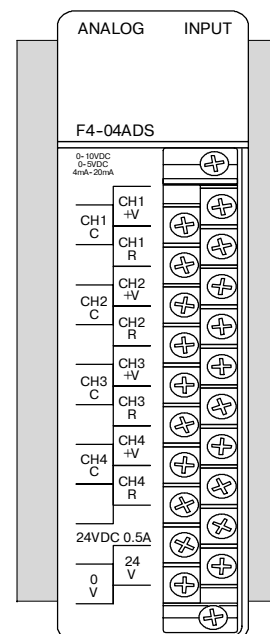 ANALOG INPUT
F4-04ADS
0-10VDC
0-5VDC
4mA-20mA
CH1
+V
CH1
C
CH1
R
CH2
+V
CH2
C
CH2
R
CH3
+V
CH3
C
CH3
R
CH4
+V
CH4
C
CH4
R
24VDC 0.5A
24
V
0
V